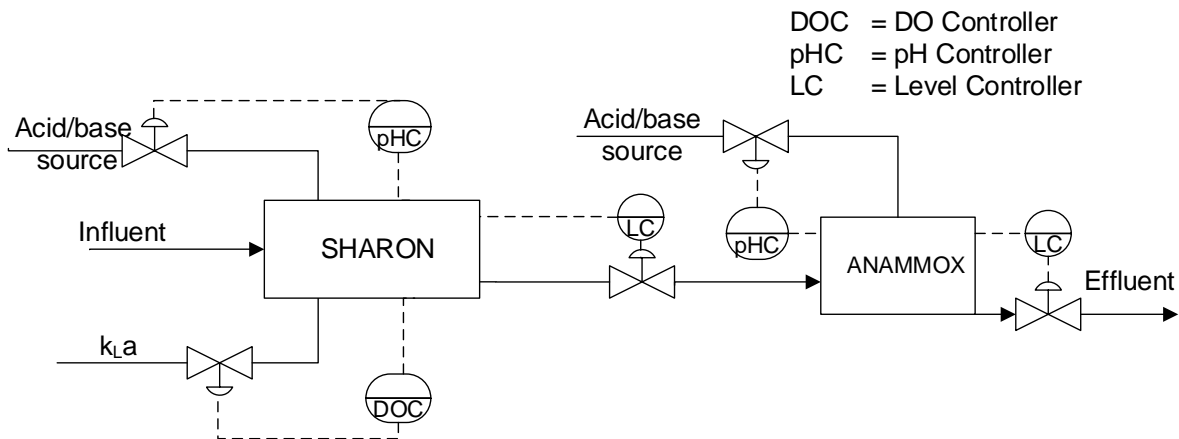 DOC = DO Controller
pHC = pH Controller
LC = Level Controller
Acid/base
source
pHC
Acid/base
source
Influent
SHARON
LC
pHC
ANAMMOX
LC
Effluent
kLa
DOC